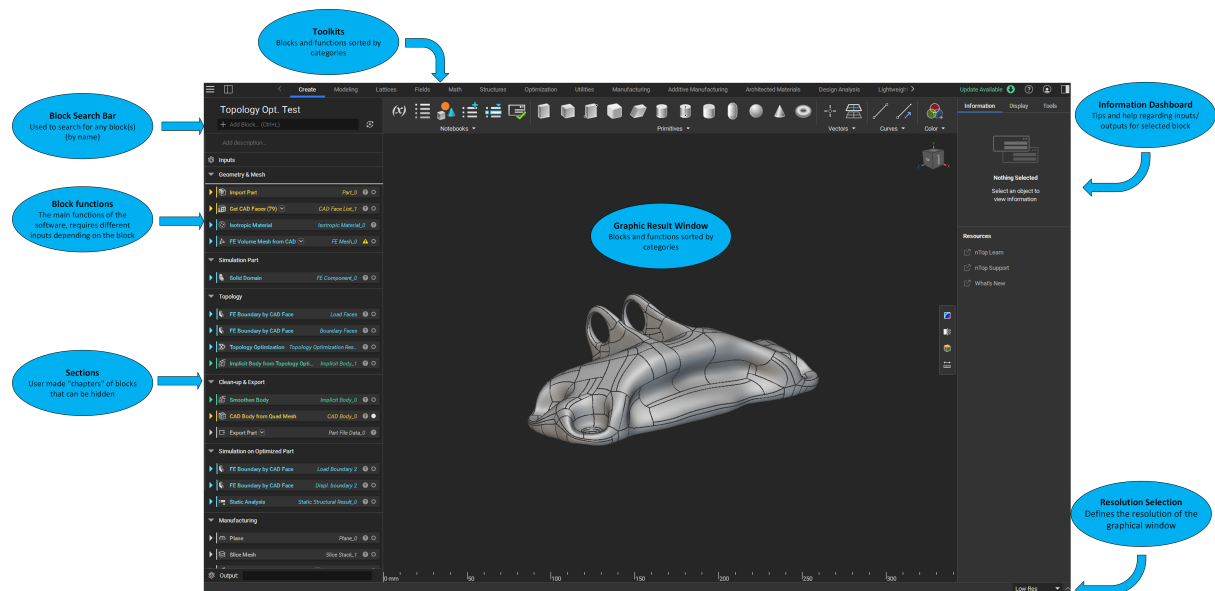 Toolkits
Blocks and functions sorted by
categories
Block Search Bar
Used to search for any block(s)
(by name)
Block functions
The main functions of the
software, requires different
inputs depending on the block
Sections
User made "chapters" of blocks
that can be hidden
Information Dashboard
Tips and help regarding inputs/
outputs for selected block
Resolution Selection
Defines the resolution of the
graphical window
Graphic Result Window
Blocks and functions sorted by
categories
Create Modeling Lattices Fields Math Structures Optimization Utilities Manufacturing Additive Manufacturing Architected Materials Design Analysis Lightweight Update Available
Topology Opt. Test
+ Add Block... (Ctrl+L)
Add description...
(x)
Notebooks Primitives Vectors Curves Color
Inputs
Geometry & Mesh
Import Part Part_0
Get CAD Faces (79) CAD Face List_1
Isotropic Material Isotropic Material_0
FE Volume Mesh from CAD FE Mesh_0
Simulation Part
Solid Domain FE Component_0
Topology
FE Boundary by CAD Face Load Faces
FE Boundary by CAD Face Boundary Faces
Topology Optimization Topology Optimization Res...
Implicit Body from Topology Opti... Implicit Body_1
Clean-up & Export
Smoothen Body Implicit Body_0
CAD Body from Quad Mesh CAD Body_0
Export Part Part File Data_0
Simulation on Optimized Part
FE Boundary by CAD Face Load Boundary 2
FE Boundary by CAD Face Displ. boundary 2
Static Analysis Static Structural Result_0
Manufacturing
Plane Plane_0
Slice Mesh Slice Stack_1
Output
0 mm 50 100 150 200 250 300
Information Display Tools
Nothing Selected
Select an object to
view information
Resources
nTop Learn
nTop Support
What's New
Low Res